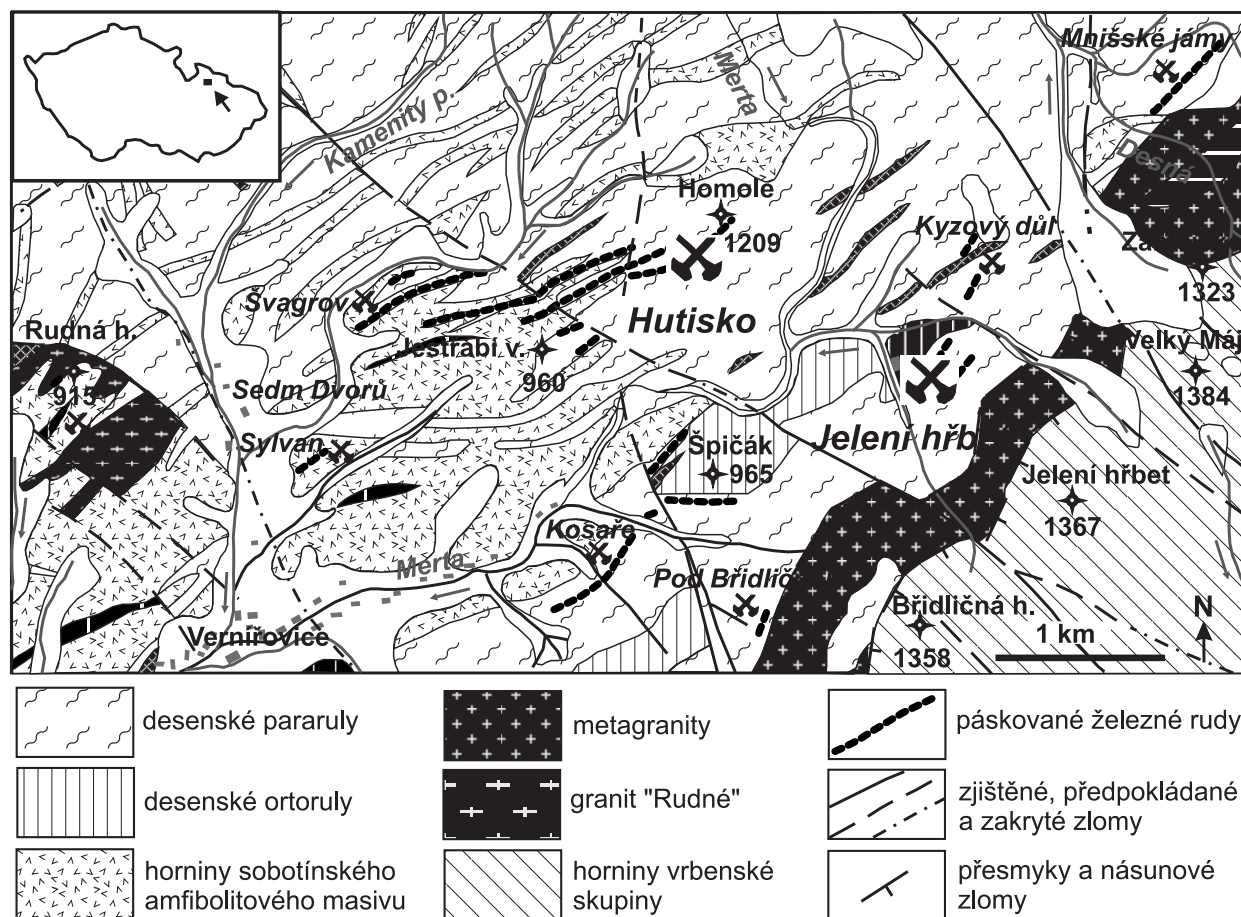 Mnišské jámy
Merta
Kamenitý p.
Desná
Homole
1209
Kyzový důl
Švagrov
Hutisko
1323
Rudná h.
915
Jestřábí v.
960
Velký Máj
1384
Sedm Dvorů
Sylvan
Špičák
965
Jelení hřb
Jelení hřbet
1367
Kosaře
Merta
Pod Břidlič
Břidličná h.
1358
1 km
N
Vernířovice
desenské pararuly
metagranity
páskované železné rudy
desenské ortoruly
granit "Rudné"
zjištěné, předpokládané
a zakryté zlomy
horniny sobotínského
amfibolitového masivu
horniny vrbenské
skupiny
přesmyky a násunové
zlomy